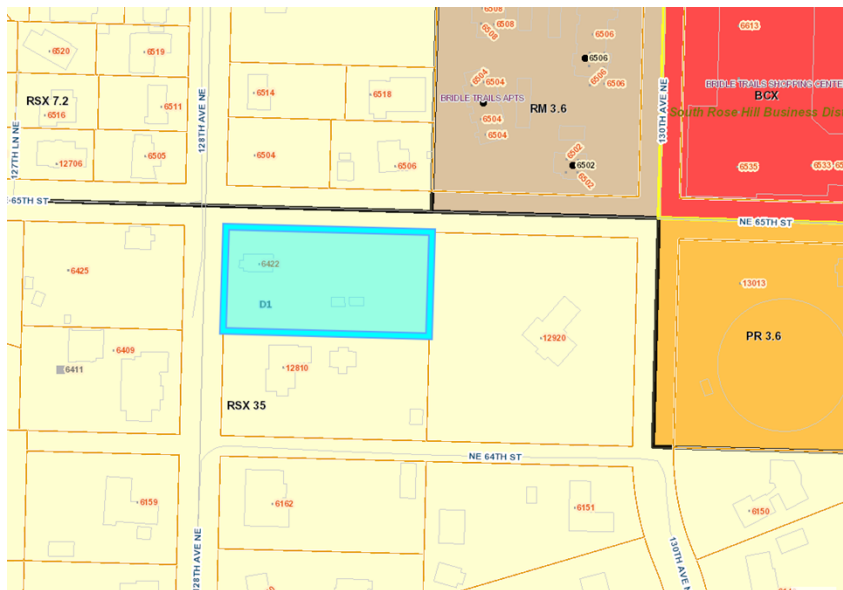 6508
6508
6508
6506
6613
6520
6519
6506
6504
6504
6506
6506
BRIDLE TRAILS SHOPPING CENTE
RSX 7.2
6514
6518
BRIDLE TRAILS APTS
BCX
6516
6511
RM 3.6
South Rose Hill Business Dis
6504
6504
128TH AVE NE
130TH AVE NE
127TH LN NE
12706
6505
6504
6506
6502
6502
6502
6535
6533
65TH ST
NE 65TH ST
6425
6422
13013
D1
PR 3.6
6409
12920
6411
12810
RSX 35
NE 64TH ST
6159
6162
6151
6150
128TH AVE NE
130TH AVE N